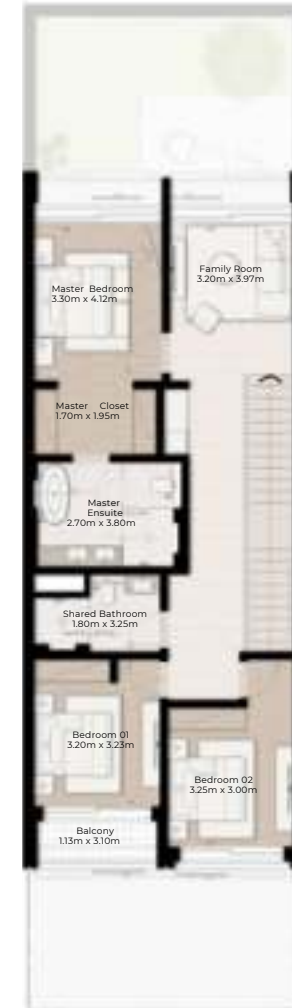 Family Room
3.20m x 3.97m
Master Bedroom
3.30m x 4.12m
Master Closet
1.70m x 1.95m
Master
Ensuite
2.70m x 3.80m
Shared Bathroom
1.80m x 3.25m
Bedroom 01
3.20m x 3.23m
Bedroom 02
3.25m x 3.00m
Balcony
1.13m x 3.10m